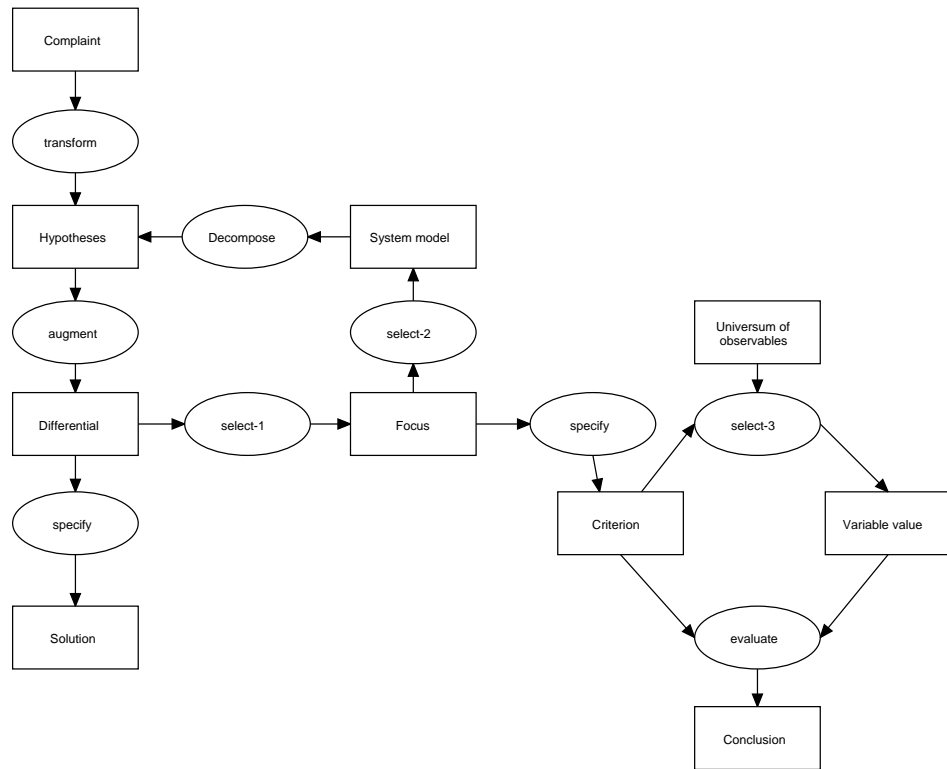 Complaint
transform
Hypotheses
Decompose
System model
augment
select-2
Universum of
observables
Differential
select-1
Focus
specify
select-3
specify
Criterion
Variable value
Solution
evaluate
Conclusion